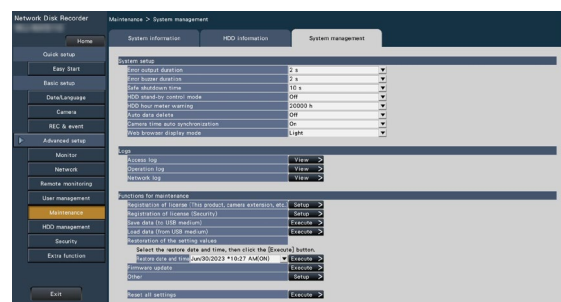 Network Disk Recorder
Maintenance > System management
Home
System information
HDD information
System management
Quick setup
Easy Start
Basic setup
Date/Language
Camera
REC & event
Advanced setup
Monitor
Network
Remote monitoring
User management
Maintenance
HDD management
Security
Extra function
Exit
System setup
Error output duration 2 s
Error buzzer duration 2 s
Safe shutdown time 10 s
HDD stand-by control mode Off
HDD hour meter warning 20000 h
Auto data delete Off
Camera time auto synchronization On
Web browser display mode Light
Logs
Access log View >
Operation log View >
Network log View >
Functions for maintenance
Registration of license (This product, camera extension, etc.) Setup >
Registration of license (Security) Setup >
Save data (to USB medium) Execute >
Load data (from USB medium) Execute >
Restoration of the setting values
Select the restore date and time, then click the [Execute] button.
Restore date and time Jun/30/2023 *10:27 AM(ON) Execute >
Firmware update Execute >
Other Setup >
Reset all settings Execute >